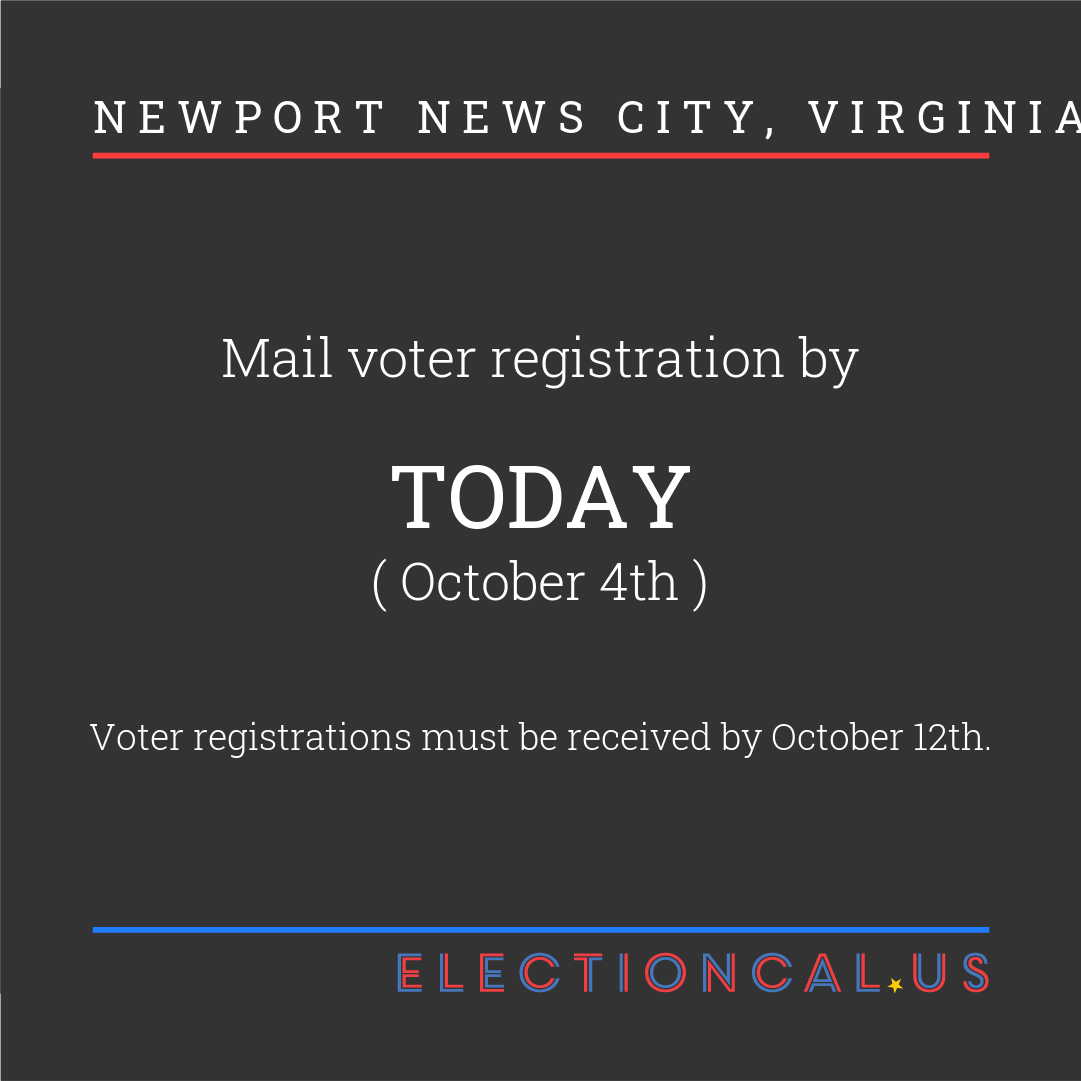 NEWPORT NEWS CITY, VIRGINIA
Mail voter registration by
TODAY
( October 4th )
Voter registrations must be received by October 12th.
ELECTIONCAL.US